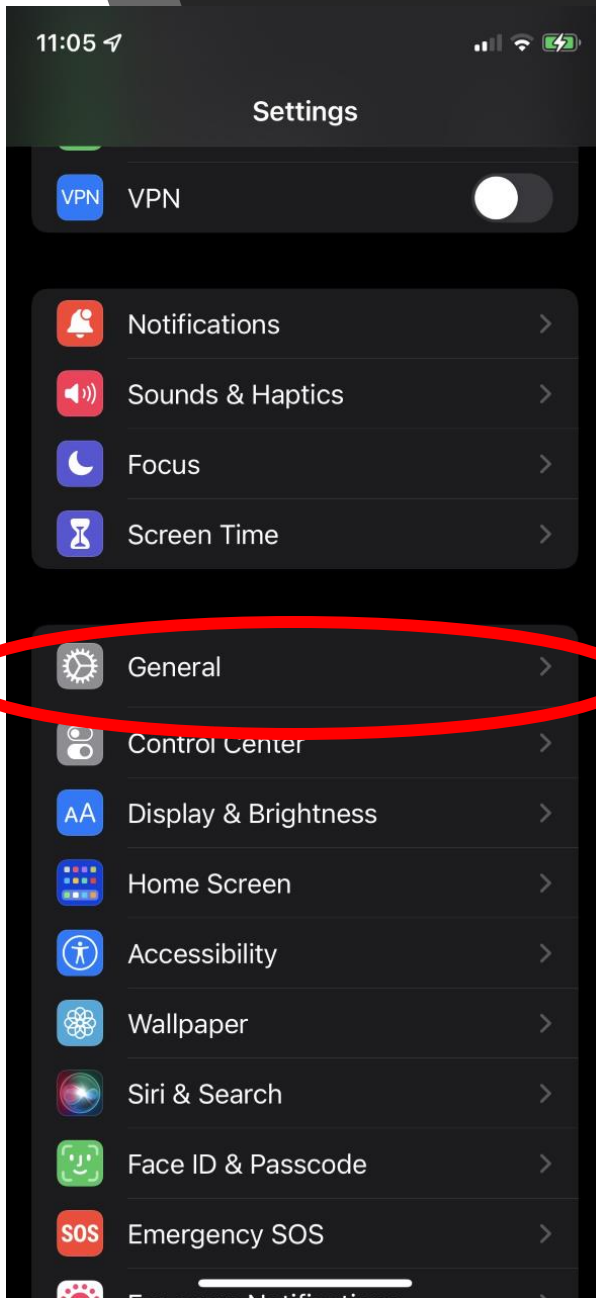 11:05
Settings
VPN VPN
Notifications
Sounds & Haptics
Focus
Screen Time
General
Control Center
AA Display & Brightness
Home Screen
Accessibility
Wallpaper
Siri & Search
Face ID & Passcode
SOS Emergency SOS